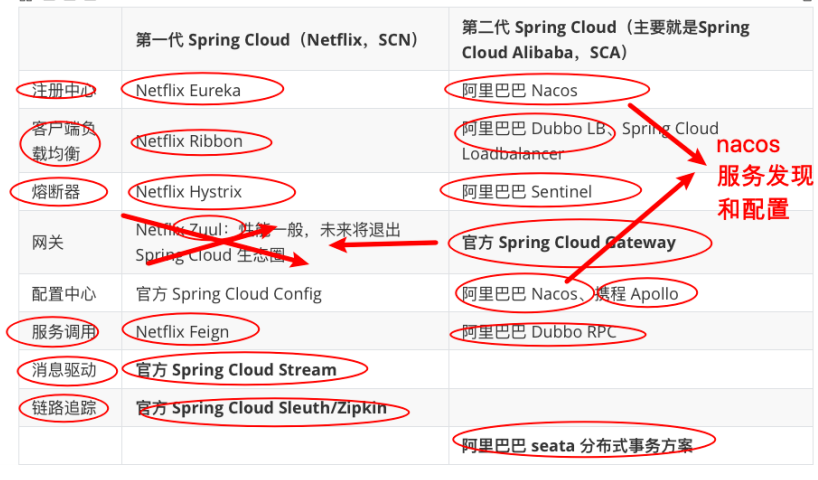 第一代 Spring Cloud（Netflix，SCN）
第二代 Spring Cloud（主要就是Spring
Cloud Alibaba，SCA）
注册中心
Netflix Eureka
阿里巴巴 Nacos
客户端负
载均衡
Netflix Ribbon
阿里巴巴 Dubbo LB、Spring Cloud
Loadbalancer
熔断器
Netflix Hystrix
阿里巴巴 Sentinel
网关
Netflix Zuul：性能一般，未来将退出
Spring Cloud 生态圈
官方 Spring Cloud Gateway
配置中心
官方 Spring Cloud Config
阿里巴巴 Nacos、携程 Apollo
服务调用
Netflix Feign
阿里巴巴 Dubbo RPC
消息驱动
官方 Spring Cloud Stream
链路追踪
官方 Spring Cloud Sleuth/Zipkin
阿里巴巴 seata 分布式事务方案
nacos
服务发现
和配置